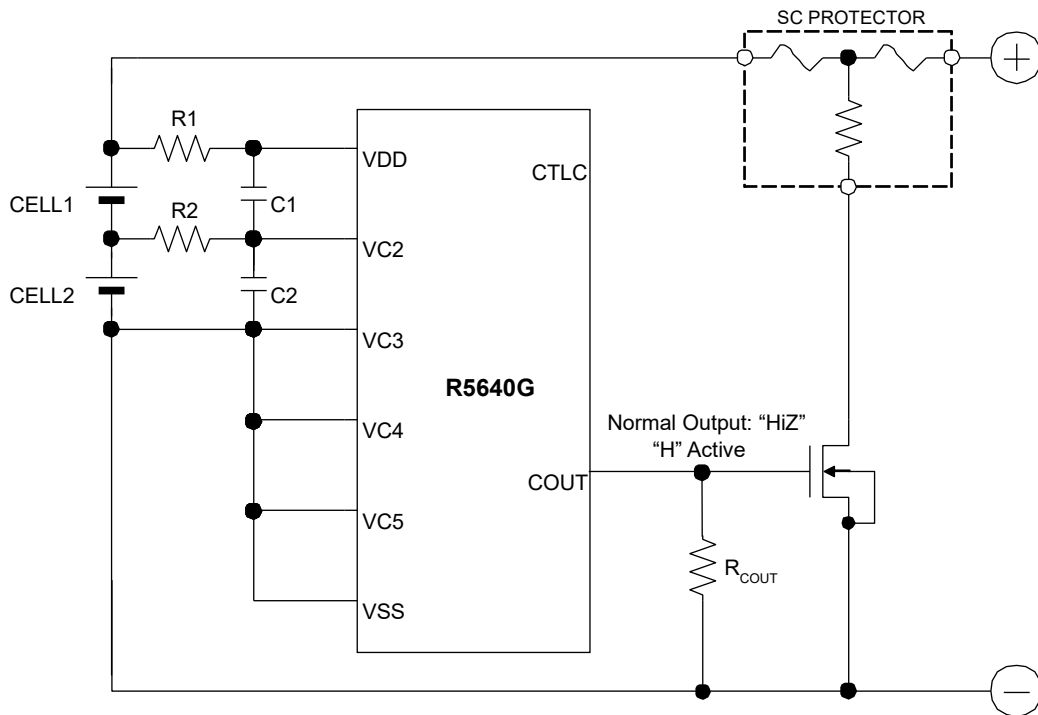 SC PROTECTOR
+
R1
VDD
CTLC
CELL1
C1
R2
VC2
CELL2
C2
VC3
R5640G
VC4
Normal Output: “HiZ”
“H” Active
COUT
VC5
RCOUT
VSS
−